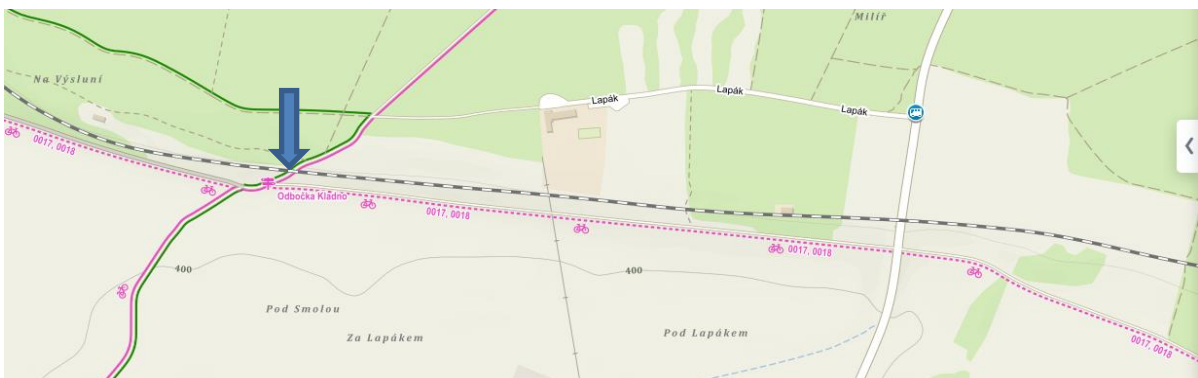 Milíř
Na Výsluní
Lapák
Lapák
Lapák
0017, 0018
Odbočka Kladno
0017, 0018
0017, 0018
400
400
Pod Smolou
Za Lapákem
Pod Lapákem
0017, 0018